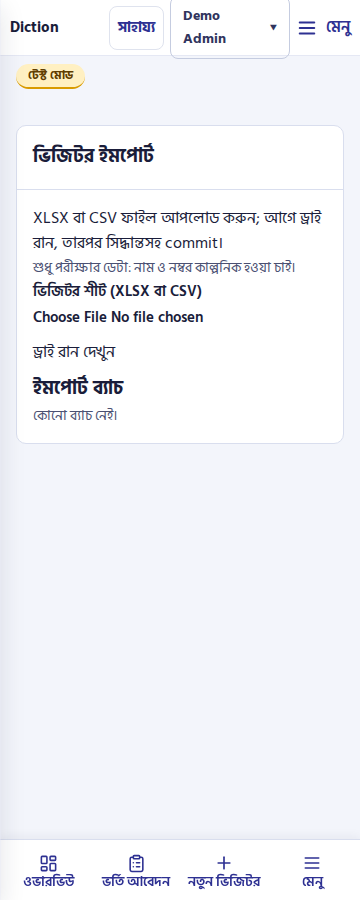 Diction
সাহায্য
Demo
Admin
মেনু
টেস্ট মোড
ভিজিটর ইমপোর্ট
XLSX বা CSV ফাইল আপলোড করুন; আগে ড্রাই
রান, তারপর সিদ্ধান্তসহ commit।
শুধু পরীক্ষার ডেটা: নাম ও নম্বর কাল্পনিক হওয়া চাই।
ভিজিটর শীট (XLSX বা CSV)
Choose File No file chosen
ড্রাই রান দেখুন
ইমপোর্ট ব্যাচ
কোনো ব্যাচ নেই।
ওভারভিউ
ভর্তি আবেদন
নতুন ভিজিটর
মেনু